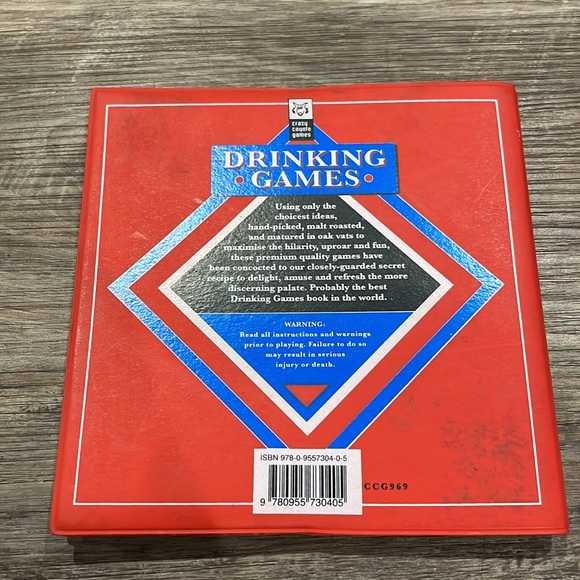 crazy
coyote
games
DRINKING
• GAMES •
Using only the
choicest ideas,
hand-picked, malt roasted,
and matured in oak vats to
maximise the hilarity, uproar and fun,
these premium quality games have
been concocted to our closely-guarded secret
recipe to delight, amuse and refresh the more
discerning palate. Probably the best
Drinking Games book in the world.
WARNING:
Read all instructions and warnings
prior to playing. Failure to do so
may result in serious
injury or death.
ISBN 978-0-9557304-0-5
9 780955 730405
CCG969